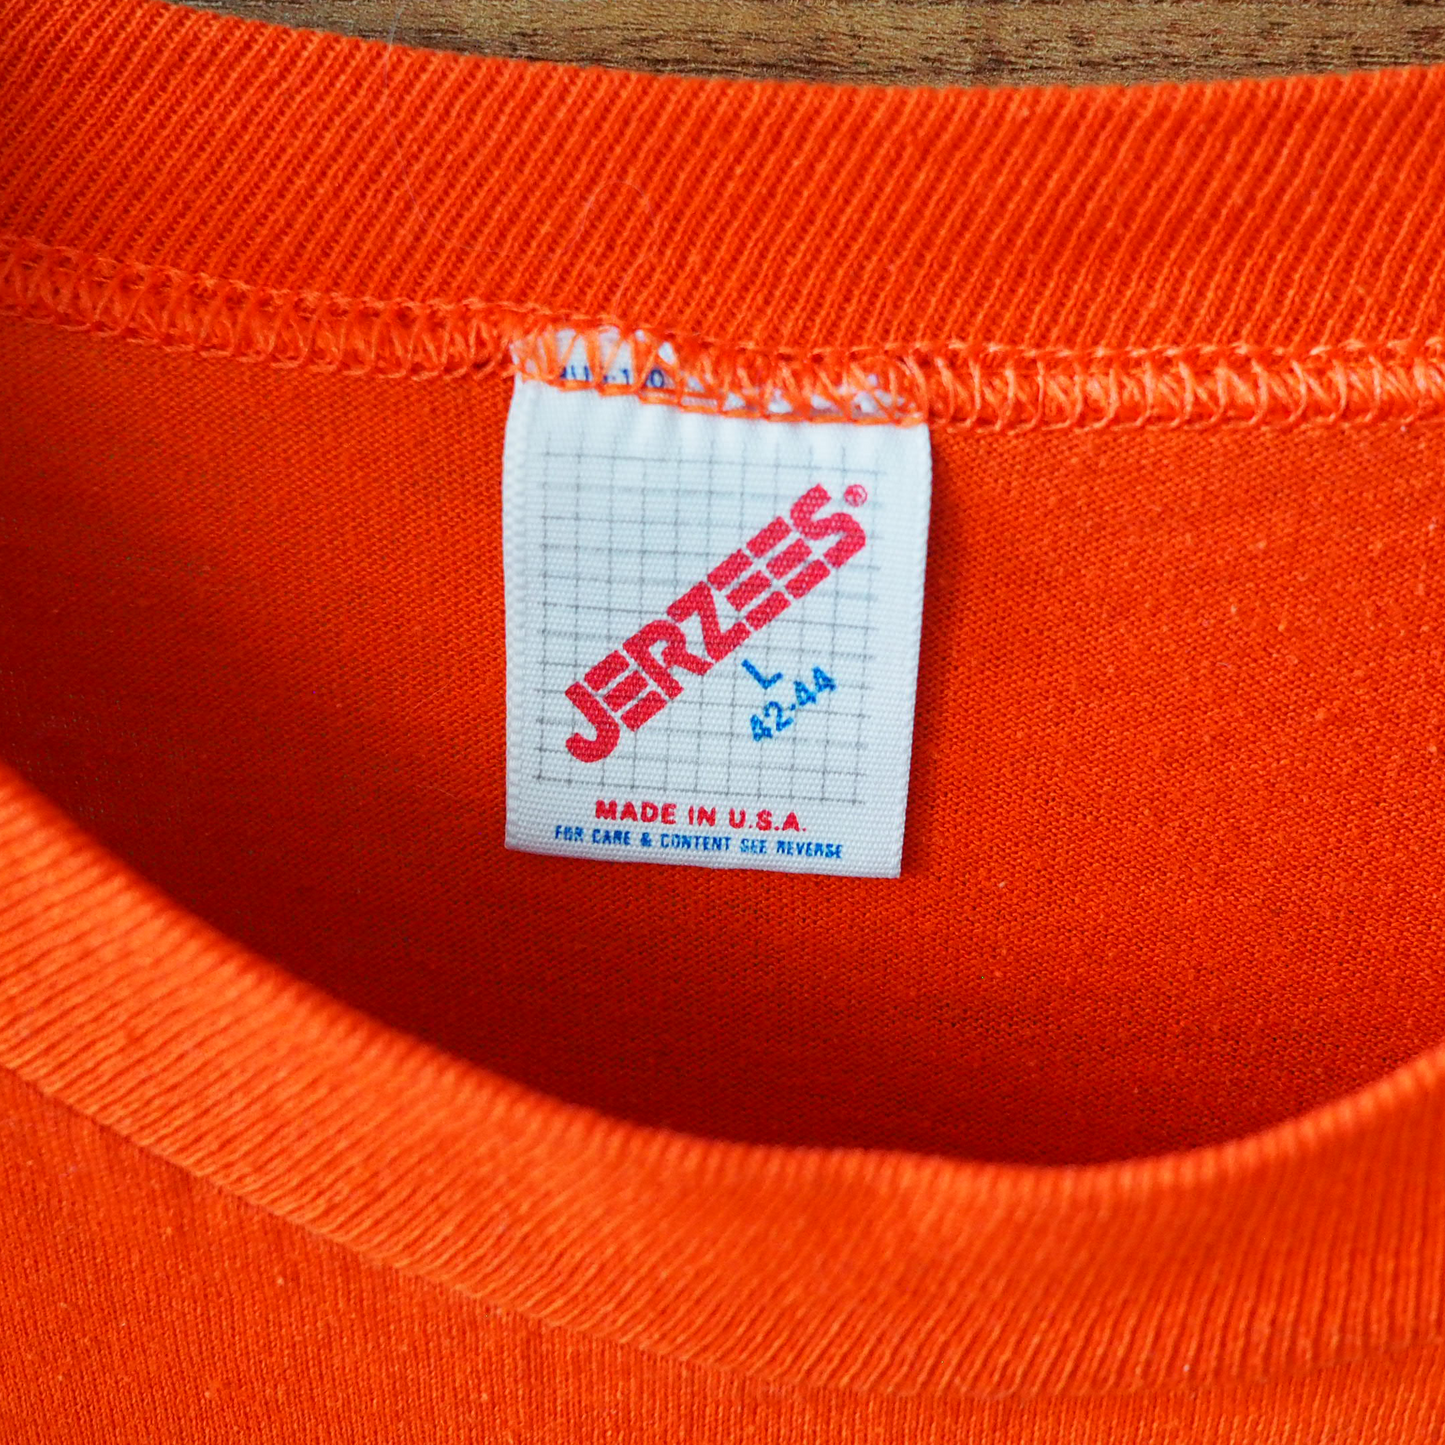 JERZEES®
L
42-44
MADE IN U.S.A.
FOR CARE & CONTENT SEE REVERSE